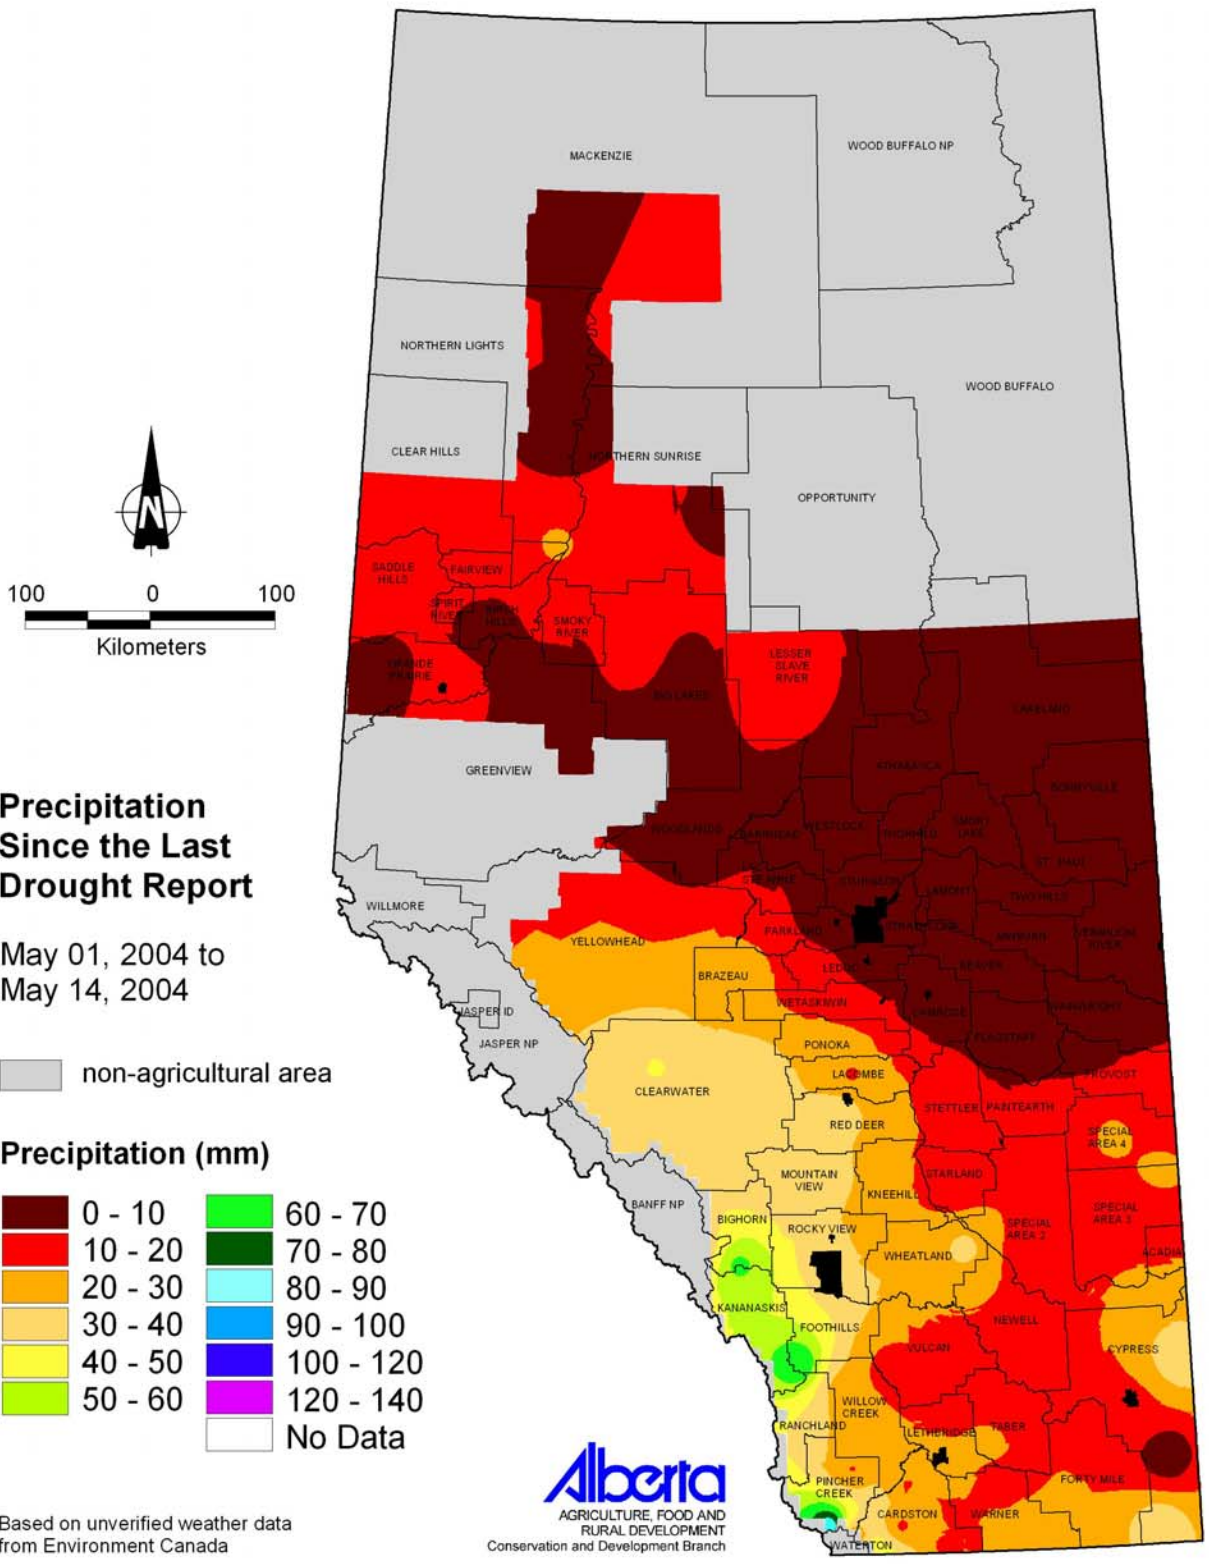 MACKENZIE
WOOD BUFFALO NP
NORTHERN LIGHTS
WOOD BUFFALO
CLEAR HILLS
NORTHERN SUNRISE
OPPORTUNITY
N
100 0 100
Kilometers
SADDLE
HILLS
FAIRVIEW
SPIRIT
RIVER
BIRCH
HILLS
SMOKY
RIVER
GRANDE
PRAIRIE
LESSER
SLAVE
RIVER
BIG LAKES
LAKELAND
GREENVIEW
ATHABASCA
BONNYVILLE
WOODLANDS
BARRHEAD
WESTLOCK
THORHILD
SMOKY
LAKE
ST. PAUL
STE ANNE
STURGEON
LAMONT
TWO HILLS
WILLMORE
PARKLAND
STRATHCONA
MINBURN
VERMILION
RIVER
YELLOWHEAD
BRAZEAU
LEDUC
BEAVER
WETASKIWIN
CAMROSE
WAINWRIGHT
JASPER ID
JASPER NP
FLAGSTAFF
PONOKA
LACOMBE
PROVOST
CLEARWATER
STETTLER
PAINTEARTH
RED DEER
SPECIAL
AREA 4
MOUNTAIN
VIEW
STARLAND
KNEEHILL
BANFF NP
BIGHORN
ROCKY VIEW
SPECIAL
AREA 2
SPECIAL
AREA 3
WHEATLAND
ACADIA
KANANASKIS
FOOTHILLS
NEWELL
VULCAN
CYPRESS
WILLOW
CREEK
RANCHLAND
LETHBRIDGE
TABER
PINCHER
CREEK
FORTY MILE
CARDSTON
WARNER
WATERTON
Precipitation
Since the Last
Drought Report
May 01, 2004 to
May 14, 2004
non-agricultural area
Precipitation (mm)
0 - 10
10 - 20
20 - 30
30 - 40
40 - 50
50 - 60
60 - 70
70 - 80
80 - 90
90 - 100
100 - 120
120 - 140
No Data
Based on unverified weather data
from Environment Canada
Alberta
AGRICULTURE, FOOD AND
RURAL DEVELOPMENT
Conservation and Development Branch